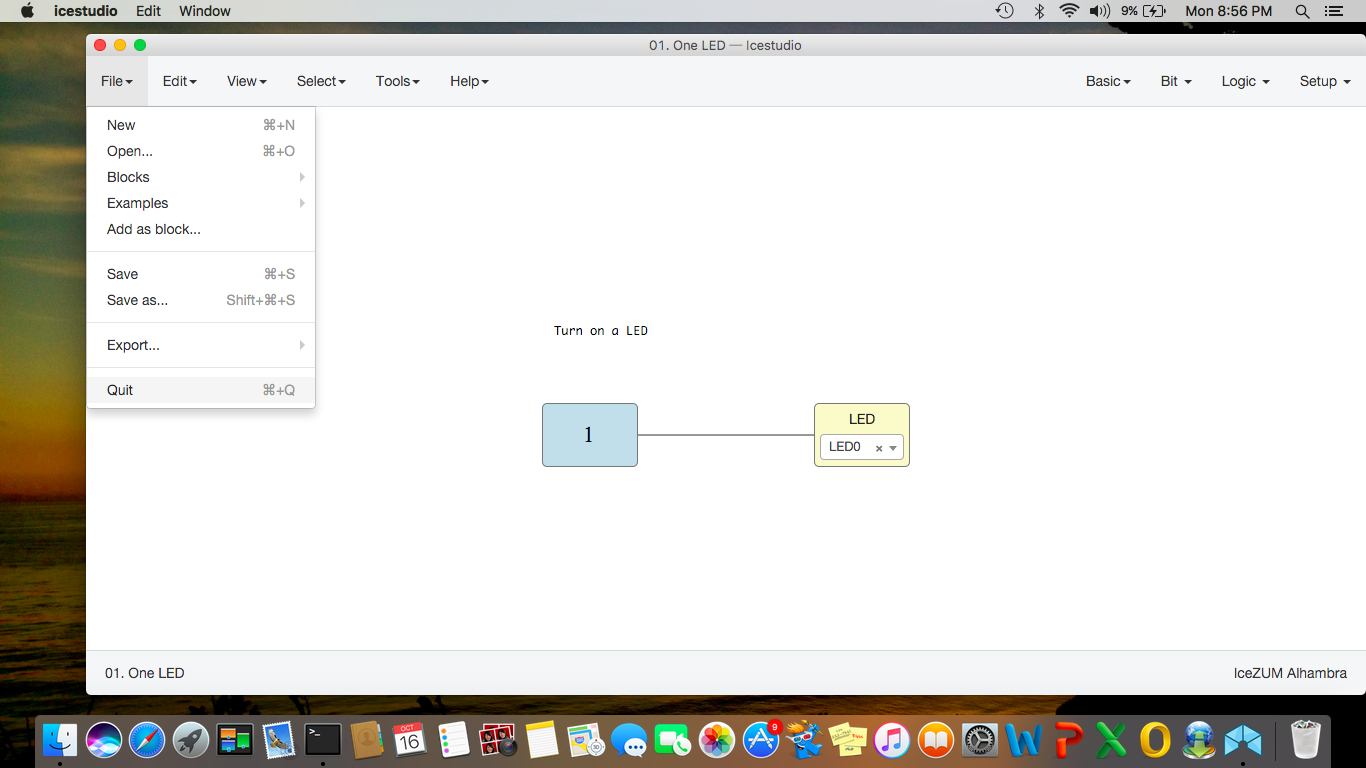 icestudio Edit Window 9% Mon 8:56 PM
01. One LED — Icestudio
File Edit View Select Tools Help Basic Bit Logic Setup
New ⌘+N
Open... ⌘+O
Blocks
Examples
Add as block...
Save ⌘+S
Save as... Shift+⌘+S
Export...
Quit ⌘+Q
Turn on a LED
1
LED
LED0
01. One LED IceZUM Alhambra
OCT
16
9